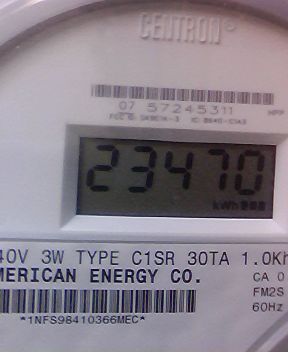 CENTRON®
07 57245311
HPP
23470
kWh
40V 3W TYPE C1SR 30TA 1.0Kh
MERICAN ENERGY CO.
CA 0
FM2S
60Hz
*1NFS98410366MEC*